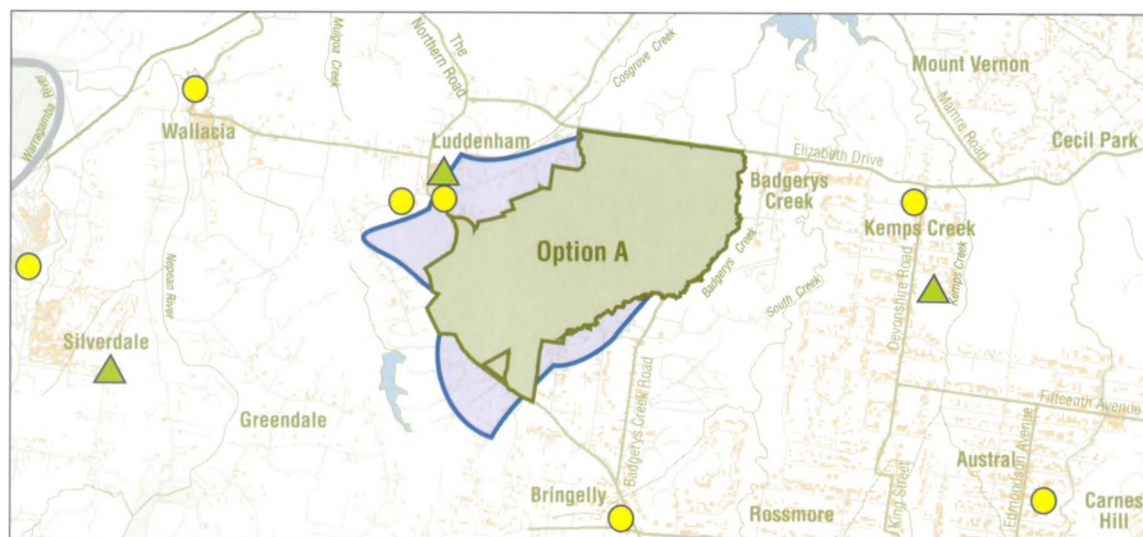 Warragamba
River
Wallacia
Mulgoa Creek
The
Northern Road
Cosgrove Creek
Luddenham
Mount Vernon
Mamre Road
Cecil Park
Elizabeth Drive
Badgerys
Creek
Kemps Creek
Option A
Badgerys Creek
South Creek
Devonshire Road
Kemps Creek
Nepean River
Silverdale
Greendale
Badgerys Creek Road
Fifteenth Avenue
Bringelly
Rossmore
King Street
Austral
Edmondson Avenue
Carnes
Hill